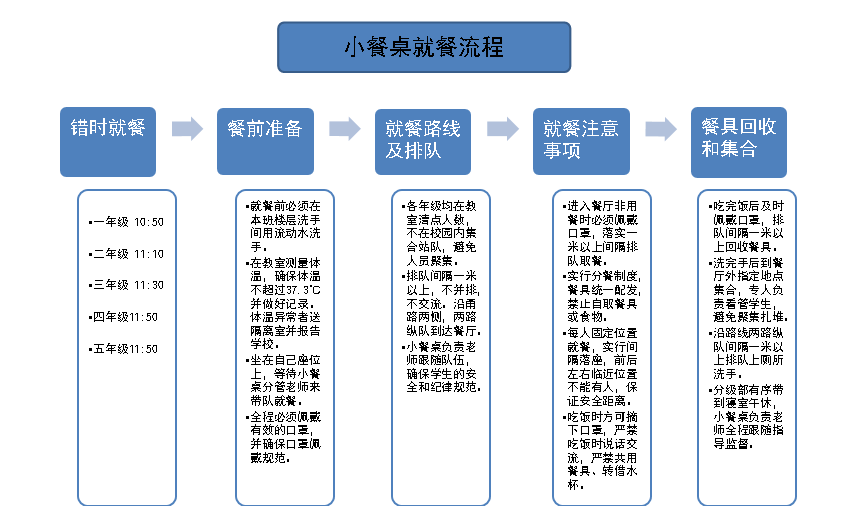 小餐桌就餐流程
错时就餐
餐前准备
就餐路线
及排队
就餐注意
事项
餐具回收
和集合
•一年级 10:50
•二年级 11:10
•三年级 11:30
•四年级11:50
•五年级11:50
•就餐前必须在
本班楼层洗手
间用流动水洗
手。
•在教室测量体
温，确保体温
不超过37.3℃
并做好记录。
体温异常者送
隔离室并报告
学校。
•坐在自己座位
上，等待小餐
桌分管老师来
带队就餐。
•全程必须佩戴
有效的口罩，
并确保口罩佩
戴规范。
•各年级均在教
室清点人数，
不在校园内集
合站队，避免
人员聚集。
•排队间隔一米
以上，不并排，
不交流。沿甬
路两侧，两路
纵队到达餐厅。
•小餐桌负责老
师跟随队伍，
确保学生的安
全和纪律规范。
•进入餐厅非用
餐时必须佩戴
口罩，落实一
米以上间隔排
队取餐。
•实行分餐制度，
餐具统一配发，
禁止自取餐具
或食物。
•每人固定位置
就餐，实行间
隔落座，前后
左右临近位置
不能有人，保
证安全距离。
•吃饭时方可摘
下口罩，严禁
吃饭时说话交
流，严禁共用
餐具、转借水
杯。
•吃完饭后及时
佩戴口罩，排
队间隔一米以
上回收餐具。
•洗完手后到餐
厅外指定地点
集合，专人负
责看管学生，
避免聚集扎堆。
•沿路线两路纵
队间隔一米以
上排队上厕所
洗手。
•分级部有序带
到寝室午休，
小餐桌负责老
师全程跟随指
导监督。